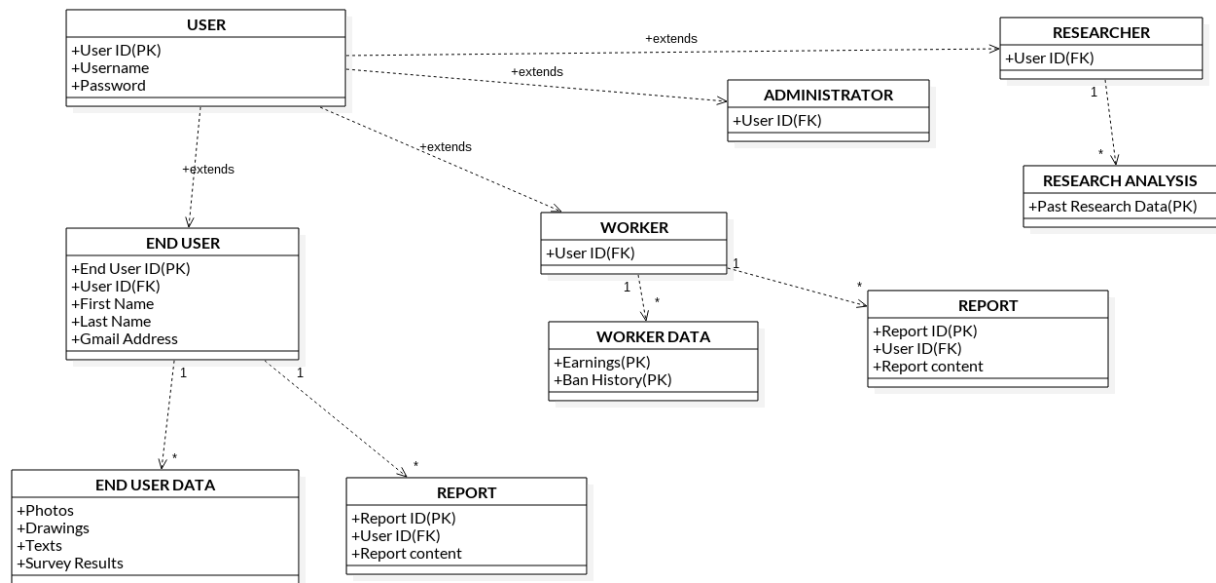 USER
+User ID(PK)
+Username
+Password
+extends
RESEARCHER
+User ID(FK)
+extends
ADMINISTRATOR
+User ID(FK)
1
*
RESEARCH ANALYSIS
+Past Research Data(PK)
+extends
+extends
END USER
+End User ID(PK)
+User ID(FK)
+First Name
+Last Name
+Gmail Address
WORKER
+User ID(FK)
1
*
1
*
WORKER DATA
+Earnings(PK)
+Ban History(PK)
REPORT
+Report ID(PK)
+User ID(FK)
+Report content
1
*
1
*
END USER DATA
+Photos
+Drawings
+Texts
+Survey Results
REPORT
+Report ID(PK)
+User ID(FK)
+Report content